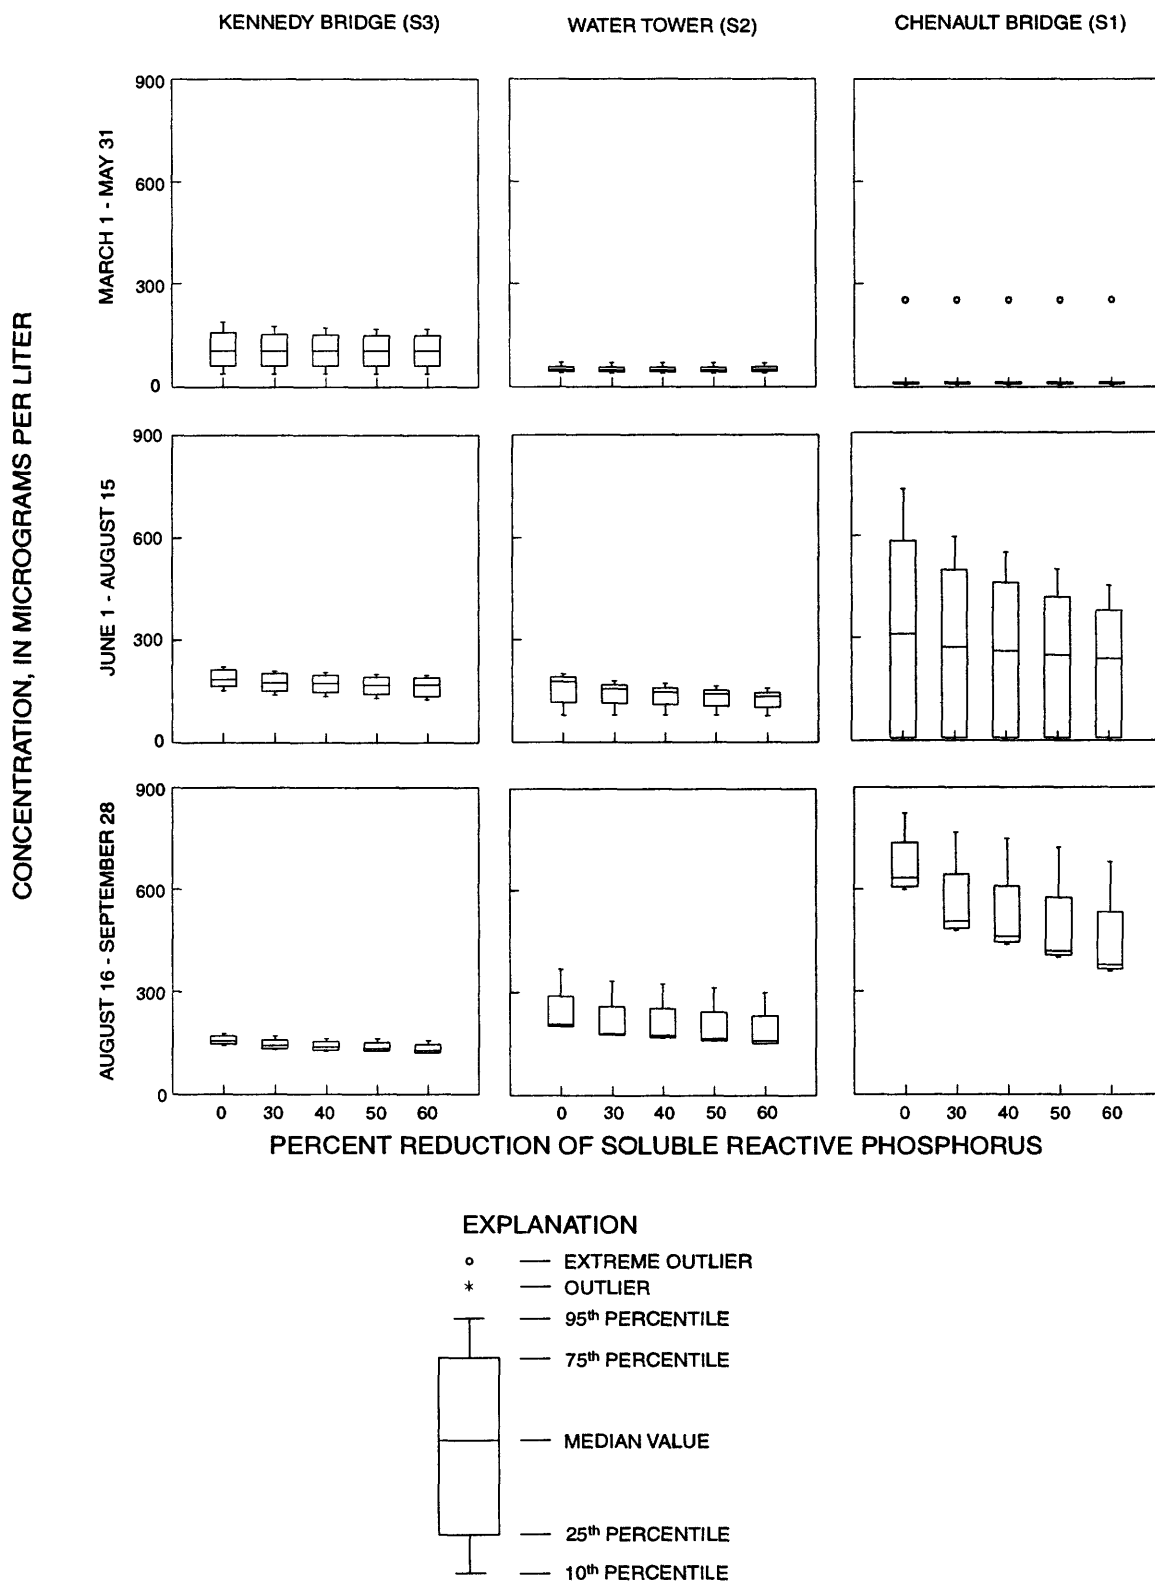 KENNEDY BRIDGE (S3) WATER TOWER (S2) CHENAULT BRIDGE (S1)
CONCENTRATION, IN MICROGRAMS PER LITER
MARCH 1 - MAY 31
900
600
300
0
JUNE 1 - AUGUST 15
900
600
300
0
AUGUST 16 - SEPTEMBER 28
900
600
300
0
0 30 40 50 60 0 30 40 50 60 0 30 40 50 60
PERCENT REDUCTION OF SOLUBLE REACTIVE PHOSPHORUS
EXPLANATION
EXTREME OUTLIER
OUTLIER
95th PERCENTILE
75th PERCENTILE
MEDIAN VALUE
25th PERCENTILE
10th PERCENTILE